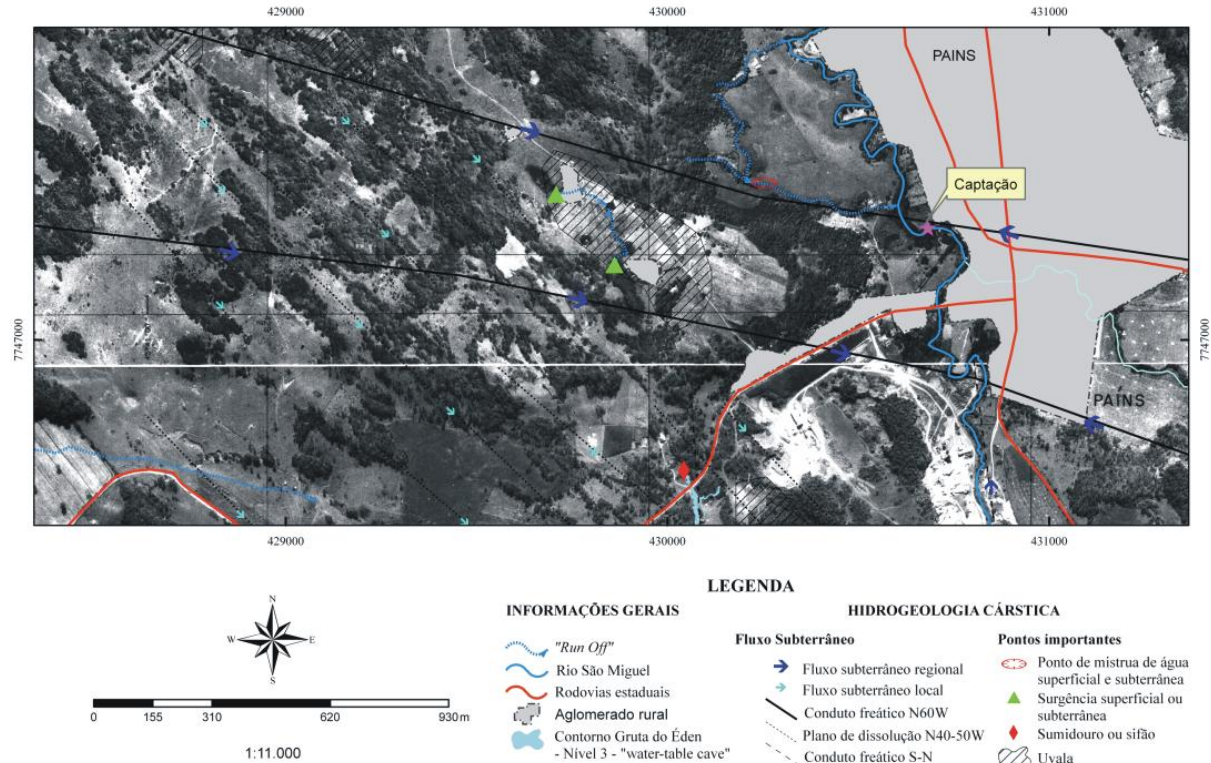 429000 430000 431000
PAINS
Captação
7747000 7747000
PAÍNS
429000 430000 431000
LEGENDA
INFORMAÇÕES GERAIS
"Run Off"
Rio São Miguel
Rodovias estaduais
Aglomerado rural
Contorno Gruta do Éden
- Nível 3 - "water-table cave"
HIDROGEOLOGIA CÁRSTICA
Fluxo Subterrâneo
Fluxo subterrâneo regional
Fluxo subterrâneo local
Conduto freático N60W
Plano de dissolução N40-50W
Conduto freático S-N
Pontos importantes
Ponto de mistrua de água
superficial e subterrânea
Surgência superficial ou
subterrânea
Sumidouro ou sifão
Uvala
N
W E
S
0 155 310 620 930 m
1:11.000